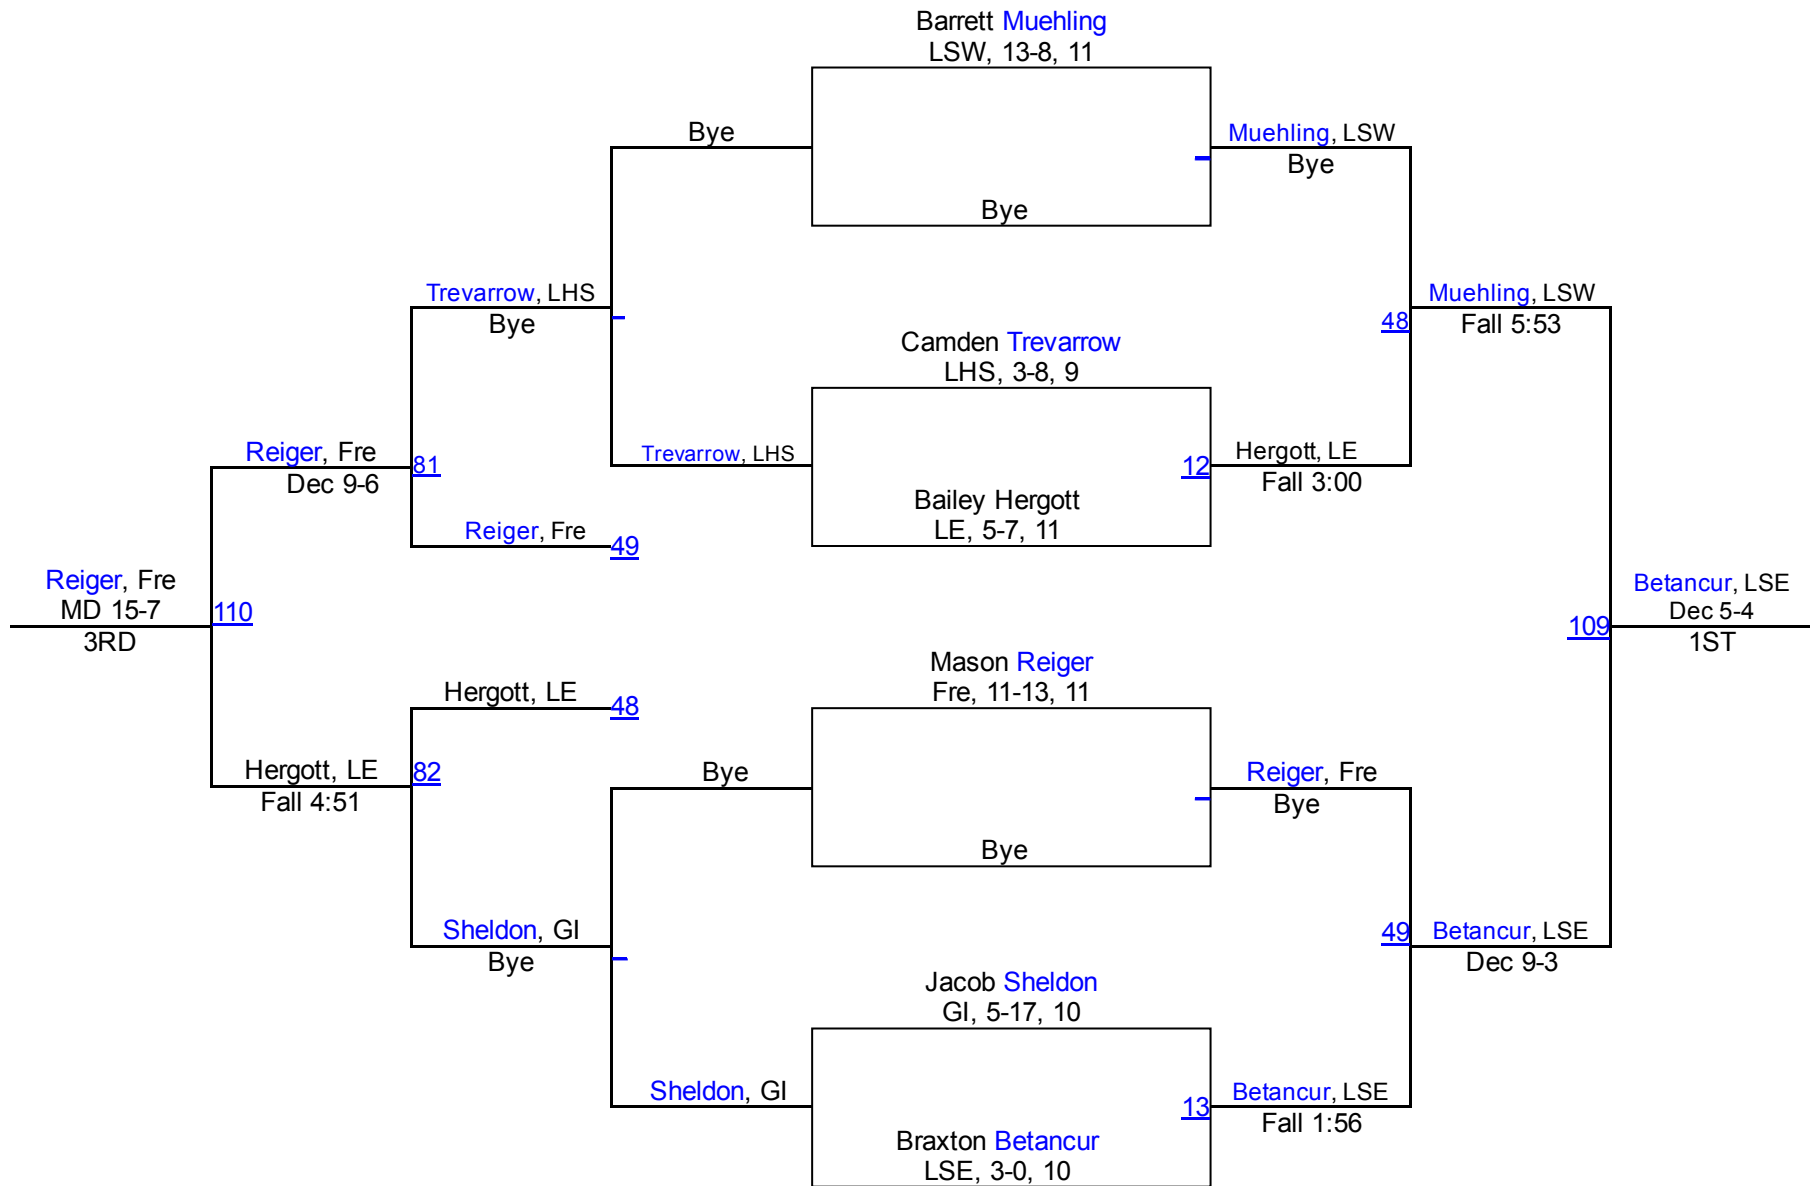 Barrett Muehling
LSW, 13-8, 11
Bye
Muehling, LSW
Bye
Bye
Trevarrow, LHS
Bye
Muehling, LSW
48
Fall 5:53
Camden Trevarrow
LHS, 3-8, 9
Reiger, Fre
81
Dec 9-6
Trevarrow, LHS
12
Hergott, LE
Fall 3:00
Bailey Hergott
LE, 5-7, 11
Reiger, Fre
49
Reiger, Fre
MD 15-7
110
3RD
Betancur, LSE
Dec 5-4
109
1ST
Mason Reiger
Fre, 11-13, 11
Hergott, LE
48
Hergott, LE
82
Fall 4:51
Bye
Reiger, Fre
Bye
Bye
Sheldon, GI
Bye
49
Betancur, LSE
Dec 9-3
Jacob Sheldon
GI, 5-17, 10
Sheldon, GI
13
Betancur, LSE
Fall 1:56
Braxton Betancur
LSE, 3-0, 10